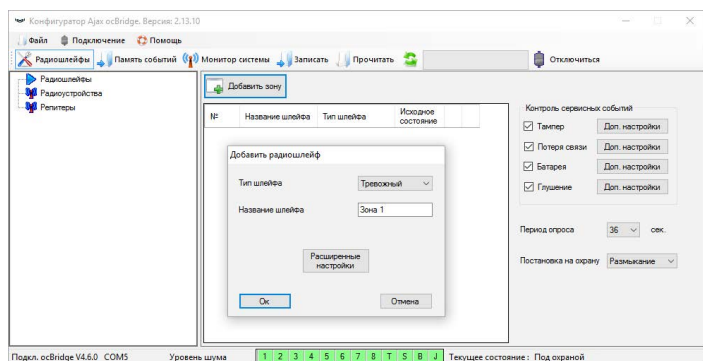 Конфигуратор Ajax ocBridge. Версия: 2.13.10
Файл Подключение Помощь
Радиошлейфы Память событий Монитор системы Записать Прочитать Отключиться
Радиошлейфы
Радиоустройства
Репитеры
Добавить зону
№ Название шлейфа Тип шлейфа Исходное состояние
Добавить радиошлейф
Тип шлейфа Тревожный
Название шлейфа Зона 1
Расширенные
настройки
Ок Отмена
Контроль сервисных событий
Тампер Доп. настройки
Потеря связи Доп. настройки
Батарея Доп. настройки
Глушение Доп. настройки
Период опроса 36 сек.
Постановка на охрану Размыкание
Подкл. ocBridge V4.6.0 COM5 Уровень шума 1 2 3 4 5 6 7 8 T S B J Текущее состояние : Под охраной